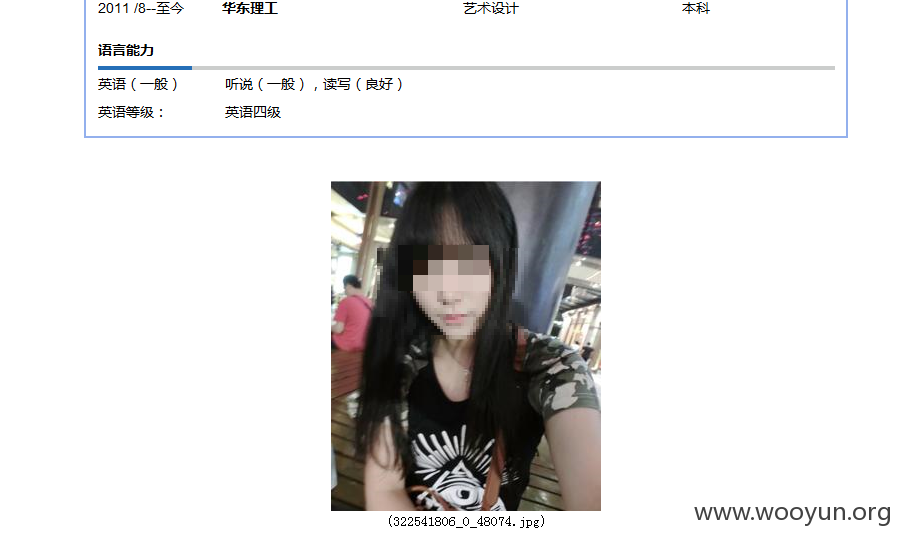 2011 /8--至今 华东理工 艺术设计 本科
语言能力
英语（一般） 听说（一般），读写（良好）
英语等级： 英语四级
(322541806_0_48074.jpg)
www.wooyun.org